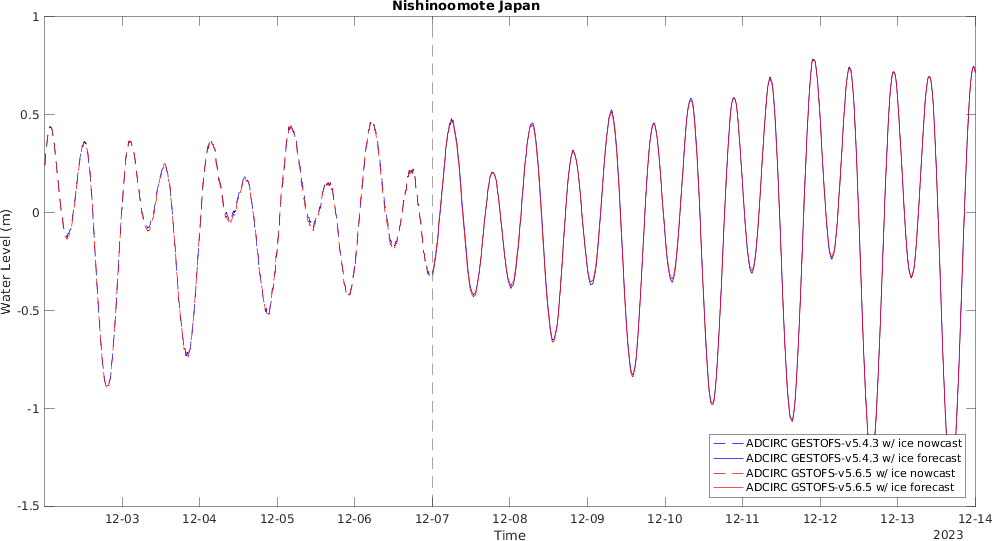 Nishinoomote Japan
1
0.5
0
-0.5
-1
-1.5
Water Level (m)
ADCIRC GESTOFS-v5.4.3 w/ ice nowcast
ADCIRC GESTOFS-v5.4.3 w/ ice forecast
ADCIRC GSTOFS-v5.6.5 w/ ice nowcast
ADCIRC GSTOFS-v5.6.5 w/ ice forecast
12-03 12-04 12-05 12-06 12-07 12-08 12-09 12-10 12-11 12-12 12-13 12-14
Time
2023